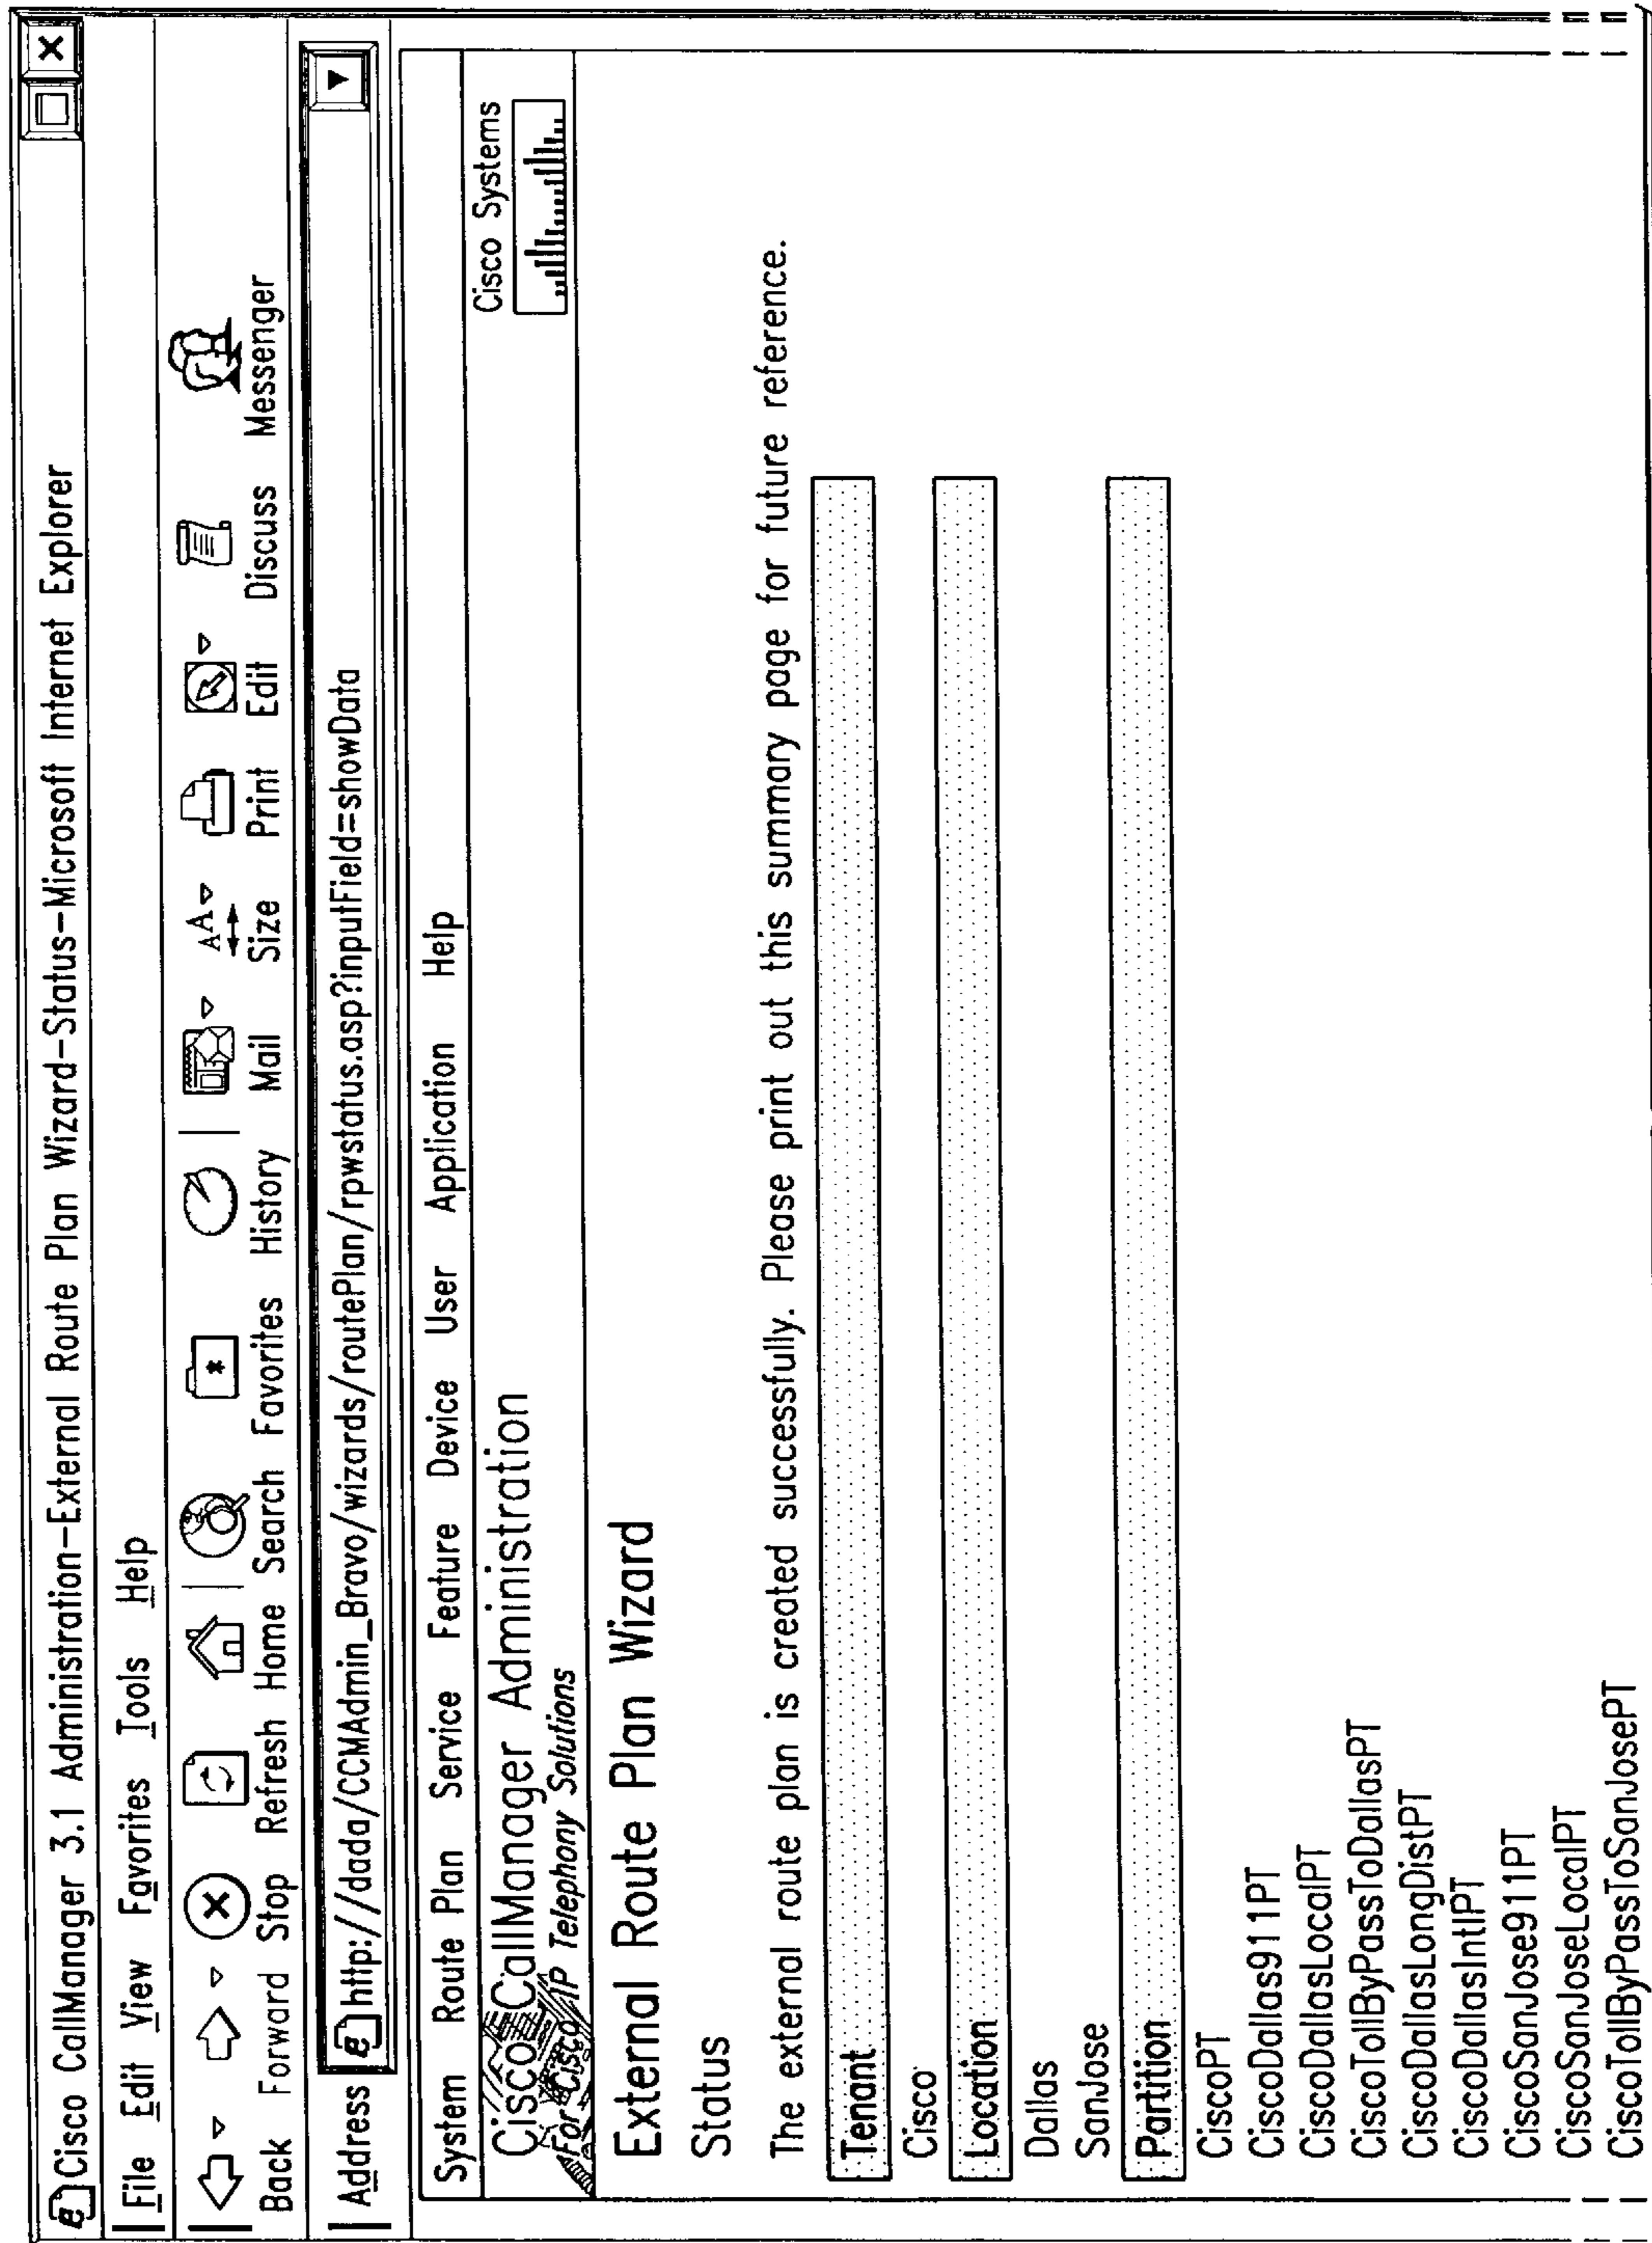 Cisco CallManager 3.1 Administration-External Route Plan Wizard-Status-Microsoft Internet Explorer
File Edit View Favorites Tools Help
Back Forward Stop Refresh Home Search Favorites History Mail Size Print Edit Discuss Messenger
Address http://dada/CCMAdmin_Bravo/wizards/routePlan/rpwstatus.asp?inputField=showData
System Route Plan Service Feature Device User Application Help
Cisco CallManager Administration
For Cisco IP Telephony Solutions
Cisco Systems
External Route Plan Wizard
Status
The external route plan is created successfully. Please print out this summary page for future reference.
Tenant
Cisco
Location
Dallas
SanJose
Partition
CiscoPT
CiscoDallas911PT
CiscoDallasLocalPT
CiscoTollByPassToDallasPT
CiscoDallasLongDistPT
CiscoDallasIntlPT
CiscoSanJose911PT
CiscoSanJoseLocalPT
CiscoTollByPassToSanJosePT